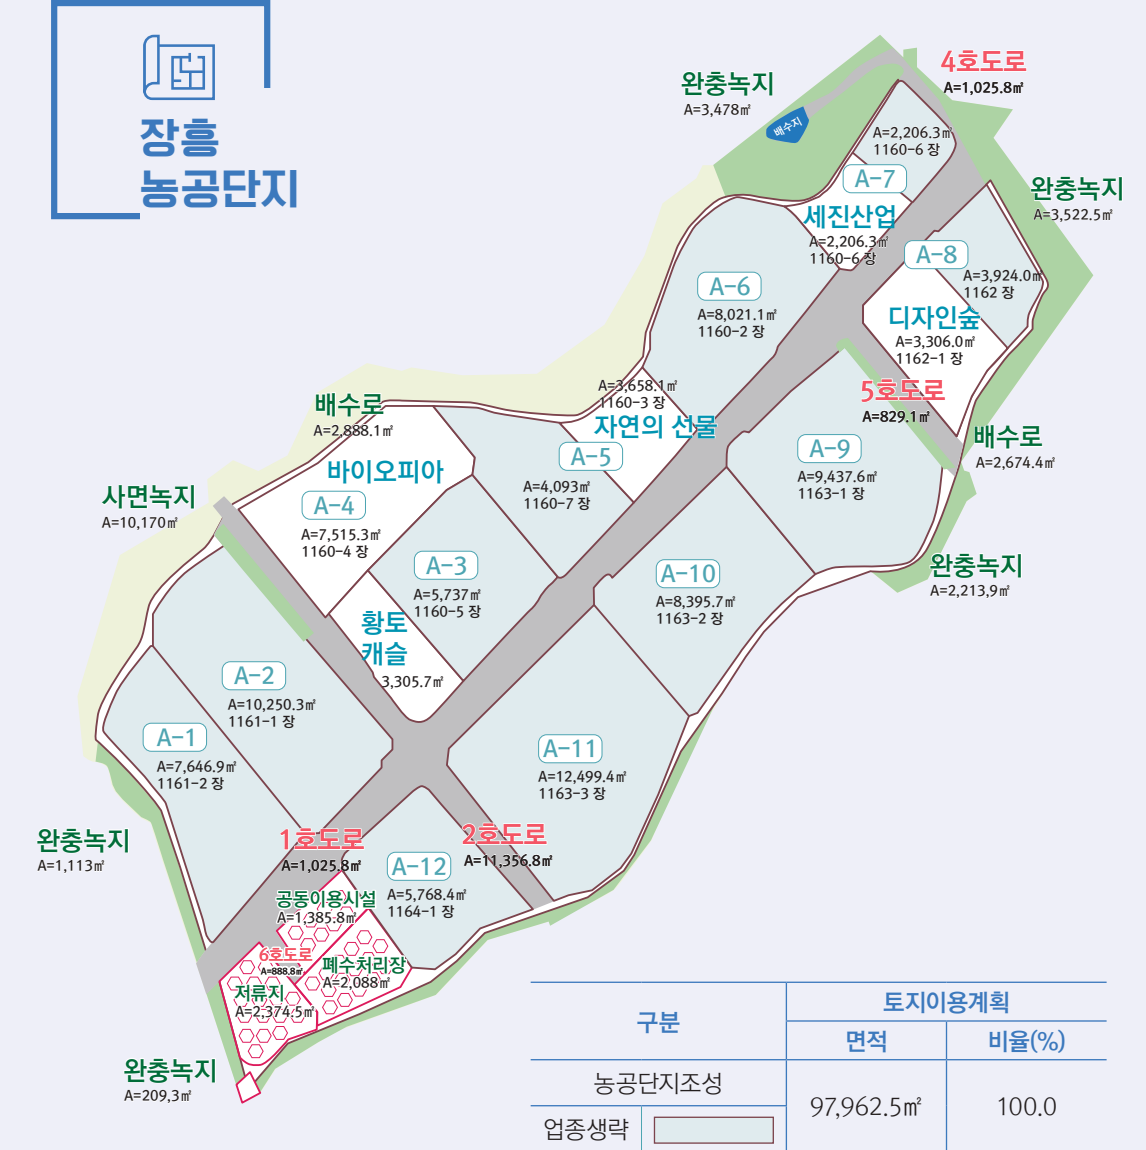 장흥
농공단지
완충녹지
A=3,478㎡
배수지
4호도로
A=1,025.8㎡
A=2,206.3㎡
1160-6 장
A-7
세진산업
A=2,206.3㎡
1160-6 장
완충녹지
A=3,522.5㎡
A-8
A=3,924.0㎡
1162 장
디자인숲
A=3,306.0㎡
1162-1 장
A-6
A=8,021.1㎡
1160-2 장
5호도로
A=829.1㎡
A=3,658.1㎡
1160-3 장
자연의 선물
A-5
A=4,093㎡
1160-7 장
배수로
A=2,888.1㎡
바이오피아
A-4
A=7,515.3㎡
1160-4 장
배수로
A=2,674.4㎡
A-9
A=9,437.6㎡
1163-1 장
사면녹지
A=10,170㎡
A-3
A=5,737㎡
1160-5 장
A-10
A=8,395.7㎡
1163-2 장
완충녹지
A=2,213,9㎡
황토
캐슬
3,305.7㎡
A-2
A=10,250.3㎡
1161-1 장
A-1
A=7,646.9㎡
1161-2 장
A-11
A=12,499.4㎡
1163-3 장
완충녹지
A=1,113㎡
1호도로
A=1,025.8㎡
2호도로
A=11,356.8㎡
A-12
A=5,768.4㎡
1164-1 장
공동이용시설
A=1,385.8㎡
6호도로
A=888.8㎡
폐수처리장
A=2,088㎡
저류지
A=2,374.5㎡
완충녹지
A=209,3㎡
구분
토지이용계획
면적
비율(%)
농공단지조성
97,962.5㎡
100.0
업종생략